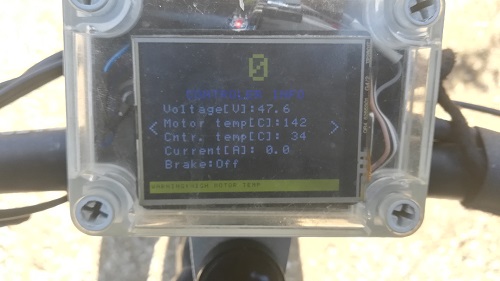 0
CONTROLLER INFO
Voltage[V]:47.6
Motor temp[C]:142
Cntr. temp[C]: 34
Current[A]: 0.0
Brake:Off
WARNING:HIGH MOTOR TEMP